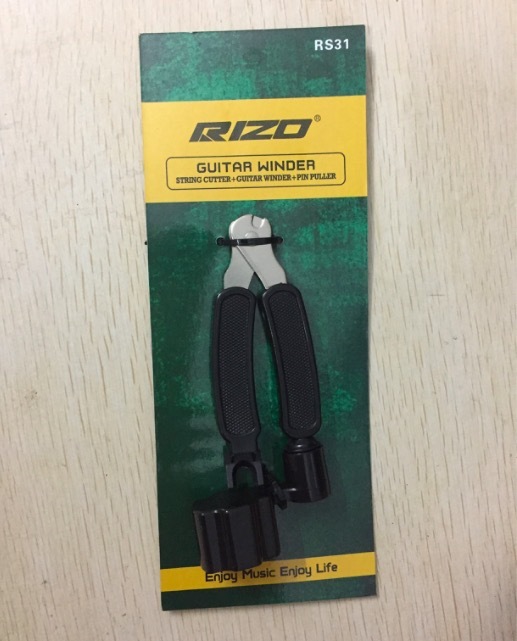 RS31
RIZO®
GUITAR WINDER
STRING CUTTER+GUITAR WINDER+PIN PULLER
Enjoy Music Enjoy Life